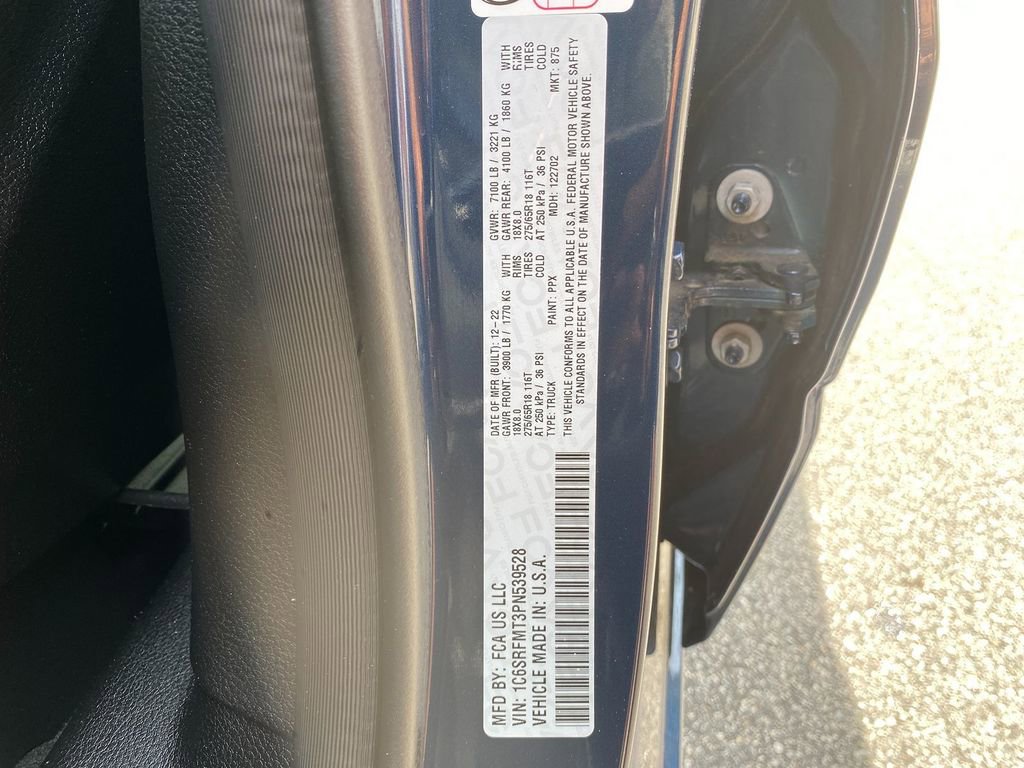 MFD BY: FCA US LLC
VIN: 1C6SRFMT3PN539528
VEHICLE MADE IN: U.S.A.
DATE OF MFR (BUILT): 12-22 GVWR: 7100 LB / 3221 KG
GAWR FRONT: 3900 LB / 1770 KG WITH GAWR REAR: 4100 LB / 1860 KG WITH
18X8.0 RIMS 18X8.0 RIMS
275/65R18 116T TIRES 275/65R18 116T TIRES
AT 250 kPa / 36 PSI COLD AT 250 kPa / 36 PSI COLD
TYPE: TRUCK PAINT: PPX MDH: 122702 MKT: 875
THIS VEHICLE CONFORMS TO ALL APPLICABLE U.S.A. FEDERAL MOTOR VEHICLE SAFETY
STANDARDS IN EFFECT ON THE DATE OF MANUFACTURE SHOWN ABOVE.